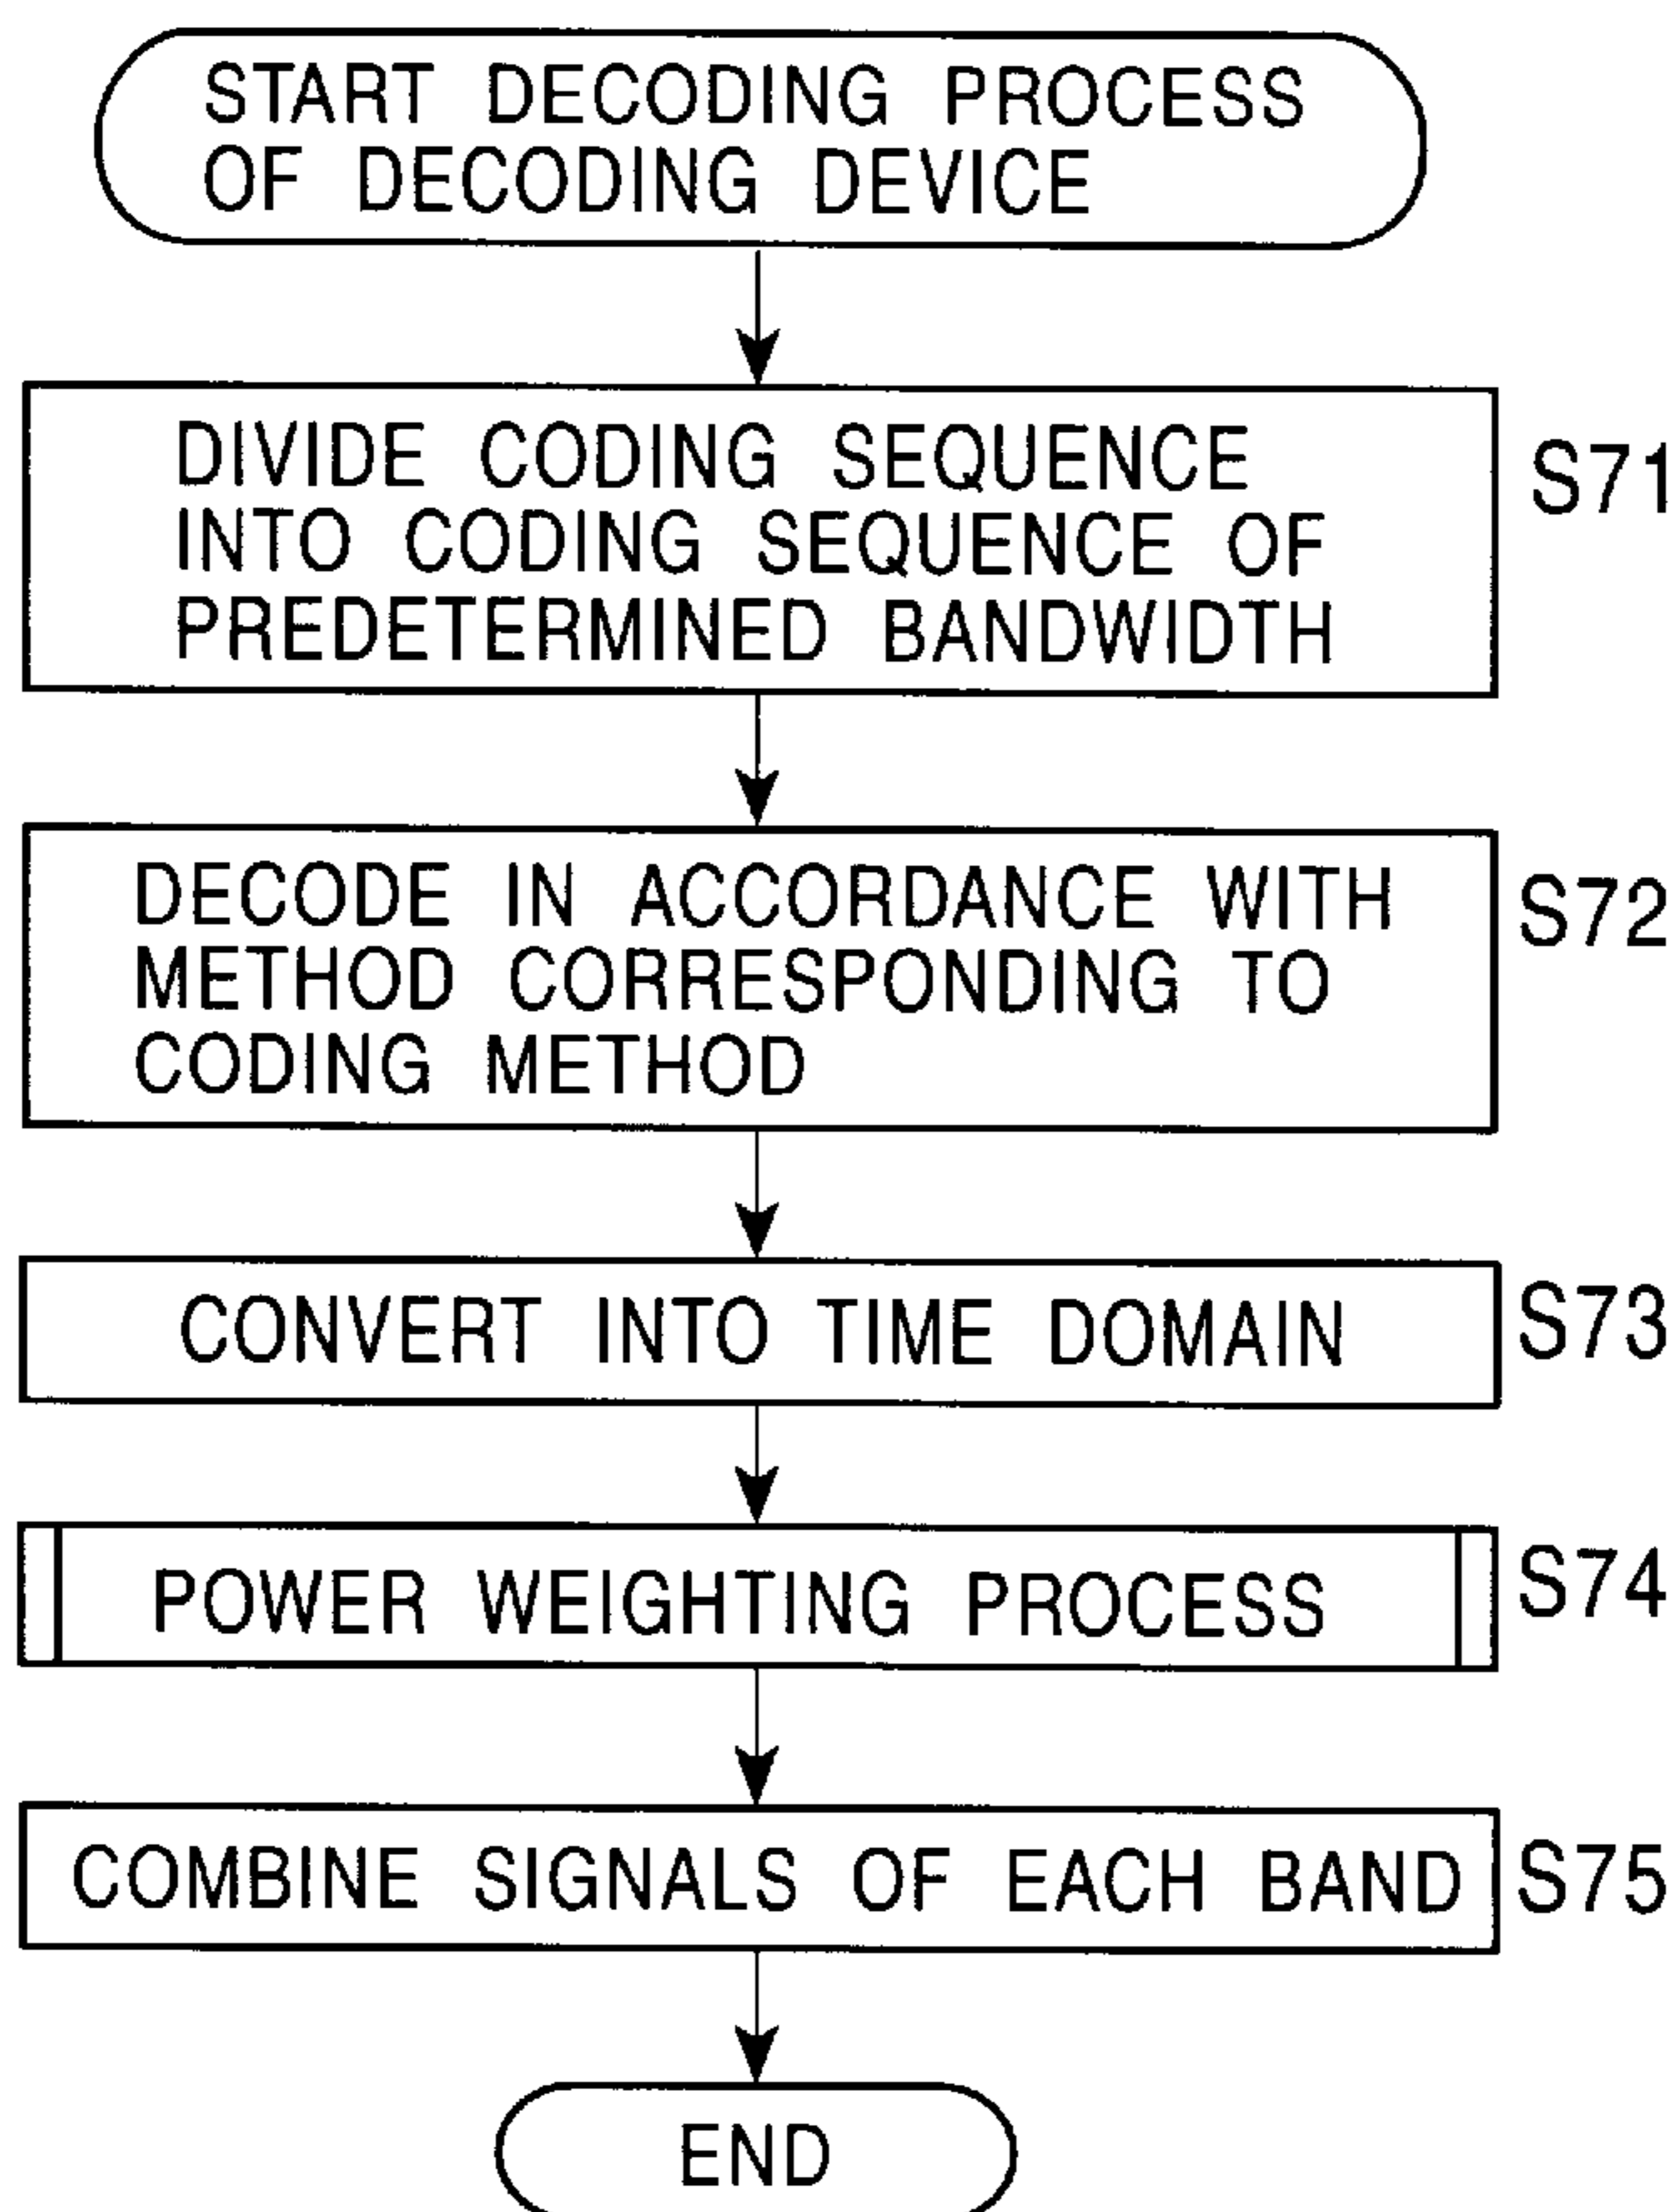 START DECODING PROCESS
OF DECODING DEVICE
DIVIDE CODING SEQUENCE
INTO CODING SEQUENCE OF
PREDETERMINED BANDWIDTH
S71
DECODE IN ACCORDANCE WITH
METHOD CORRESPONDING TO
CODING METHOD
S72
CONVERT INTO TIME DOMAIN
S73
POWER WEIGHTING PROCESS
S74
COMBINE SIGNALS OF EACH BAND
S75
END